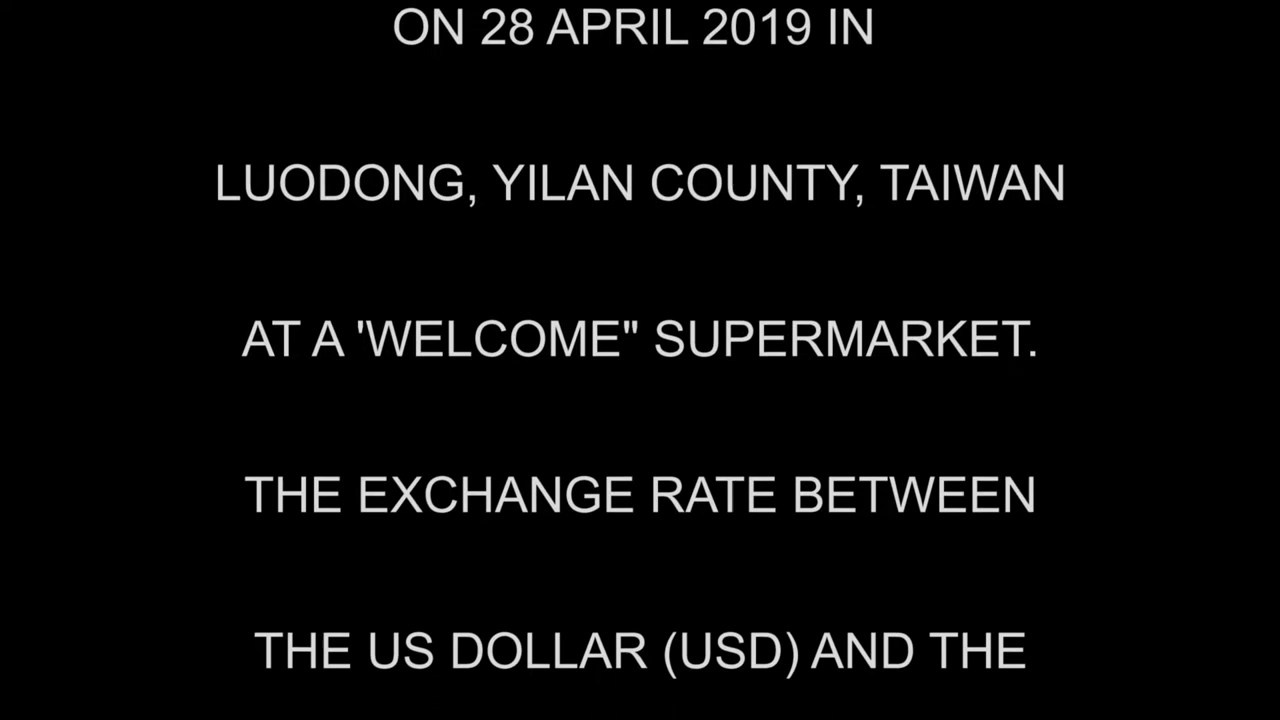 ON 28 APRIL 2019 IN
LUODONG, YILAN COUNTY, TAIWAN
AT A 'WELCOME" SUPERMARKET.
THE EXCHANGE RATE BETWEEN
THE US DOLLAR (USD) AND THE